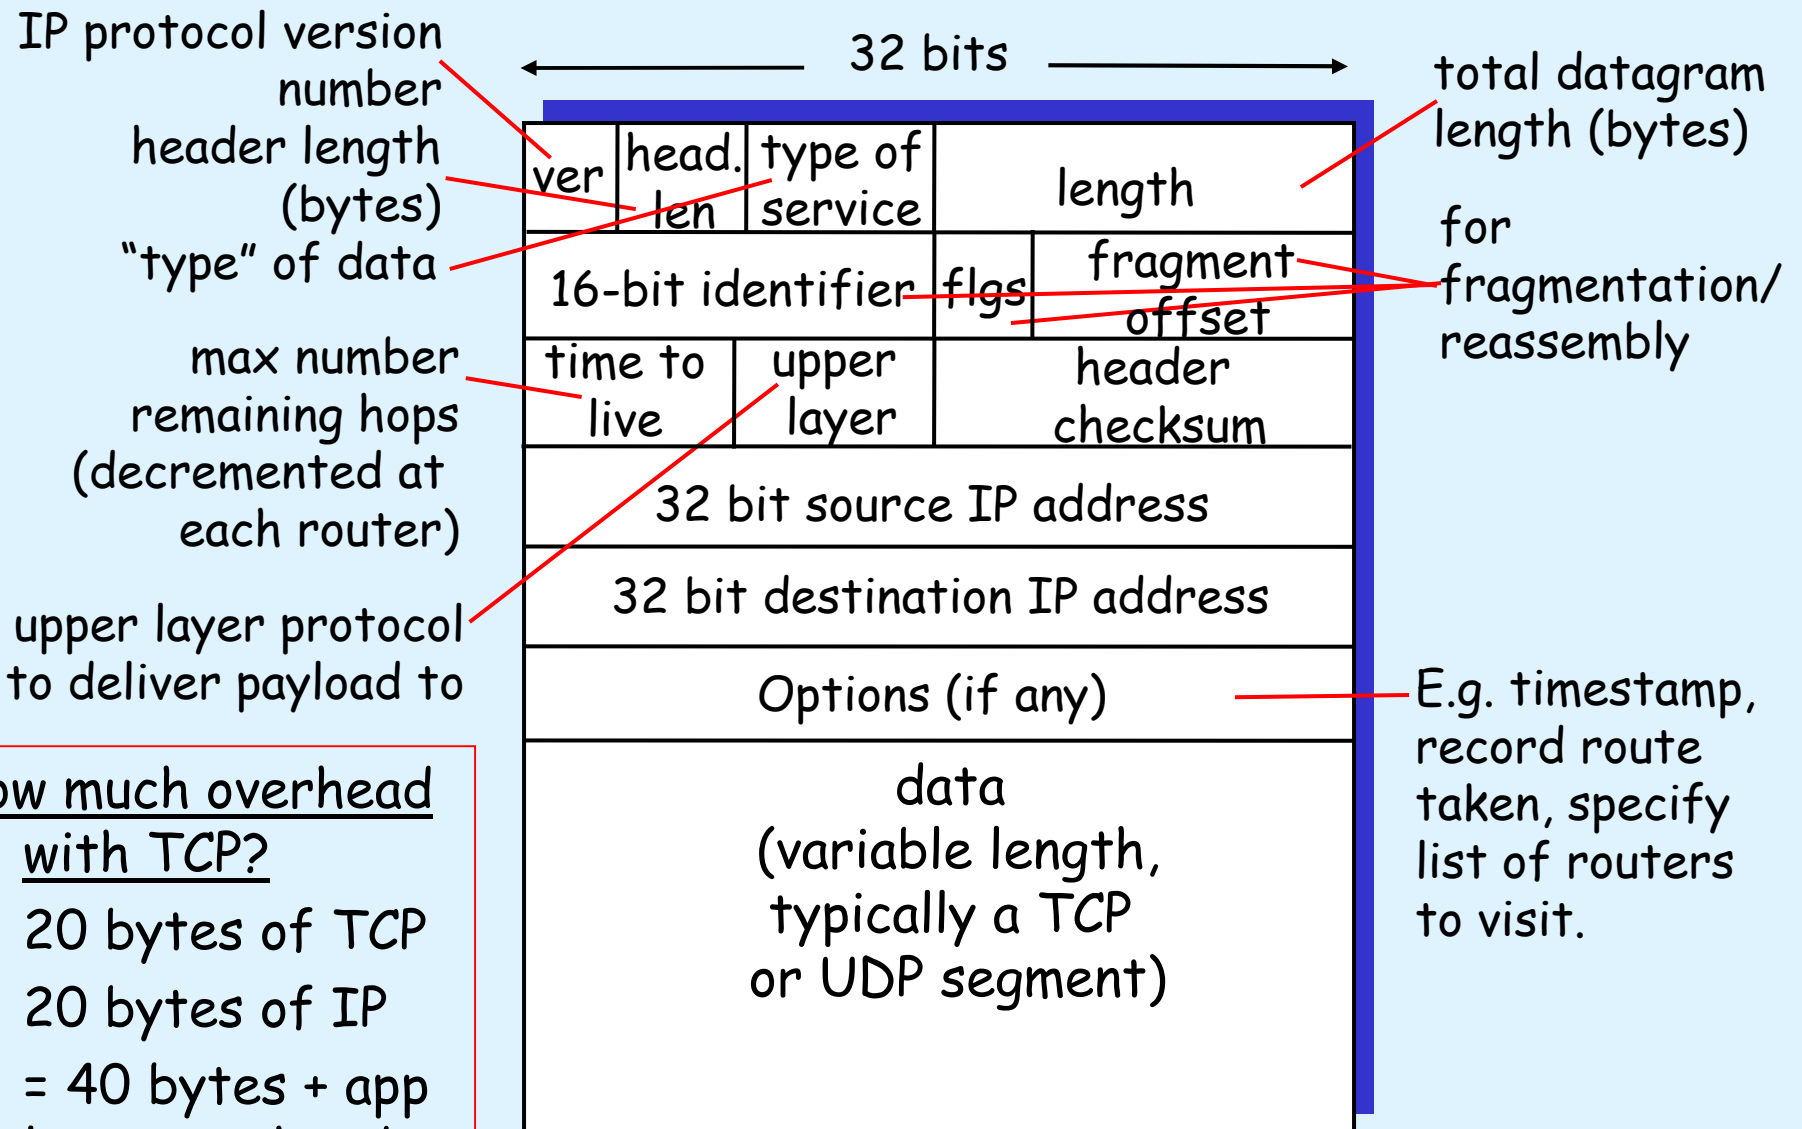 IP protocol version
number
header length
(bytes)
“type” of data
max number
remaining hops
(decremented at
each router)
upper layer protocol
to deliver payload to
much overhead
with TCP?
20 bytes of TCP
20 bytes of IP
= 40 bytes + app
32 bits
ver
head.
len
type of
service
length
16-bit identifier
flgs
fragment
offset
time to
live
upper
layer
header
checksum
32 bit source IP address
32 bit destination IP address
Options (if any)
data
(variable length,
typically a TCP
or UDP segment)
total datagram
length (bytes)
for
fragmentation/
reassembly
E.g. timestamp,
record route
taken, specify
list of routers
to visit.